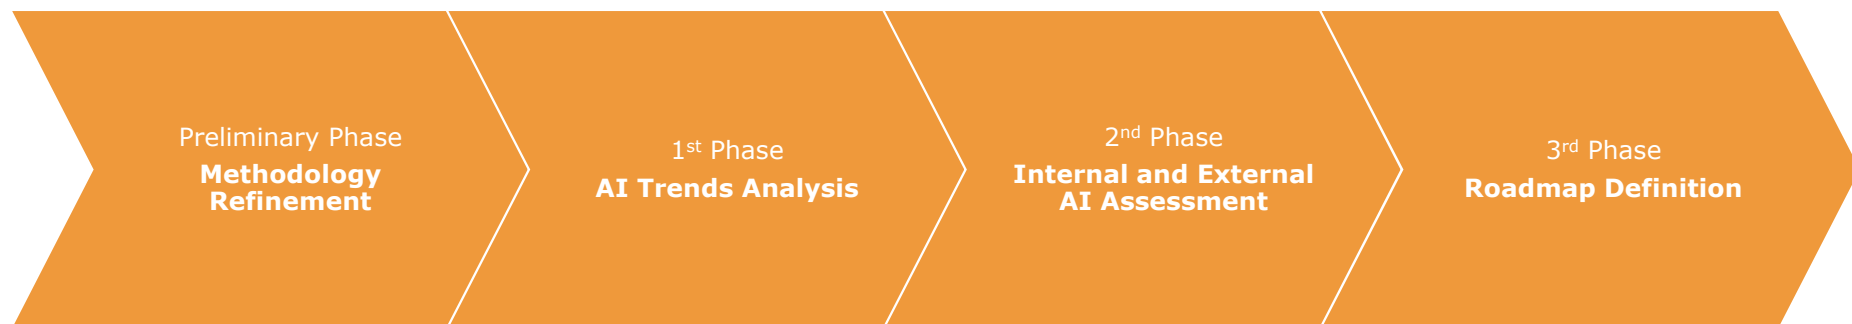 Preliminary Phase
Methodology
Refinement
1st Phase
AI Trends Analysis
2nd Phase
Internal and External
AI Assessment
3rd Phase
Roadmap Definition